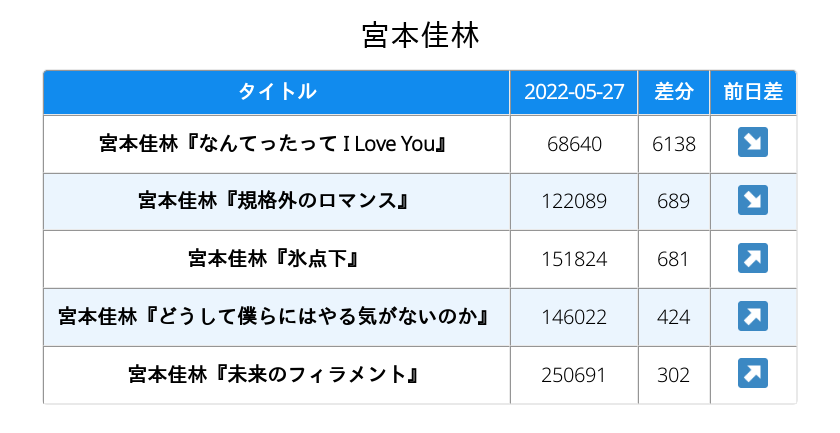 宮本佳林
タイトル 2022-05-27 差分 前日差
宮本佳林『なんてったって I Love You』 68640 6138 ↘
宮本佳林『規格外のロマンス』 122089 689 ↘
宮本佳林『氷点下』 151824 681 ↗
宮本佳林『どうして僕らにはやる気がないのか』 146022 424 ↗
宮本佳林『未来のフィラメント』 250691 302 ↗